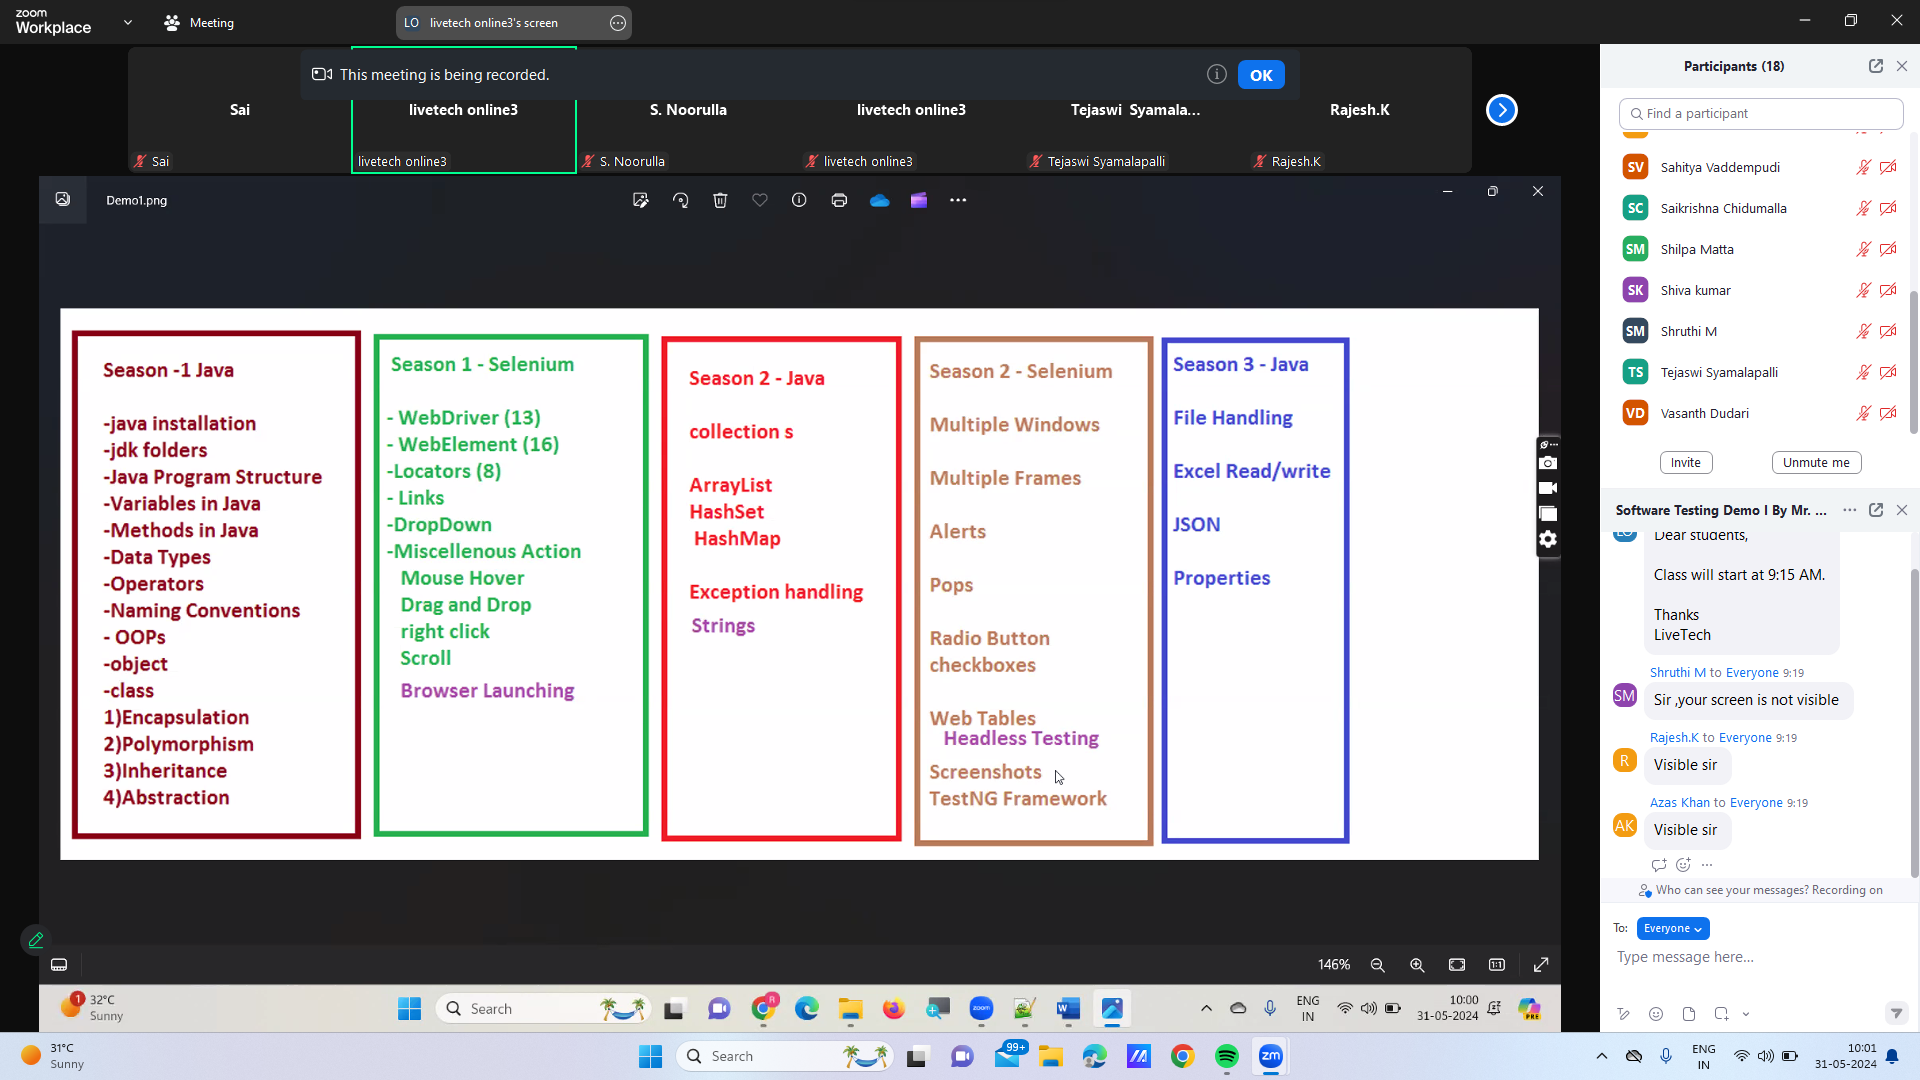 zoom
Workplace
Meeting
LO livetech online3's screen
This meeting is being recorded.
OK
Sai
livetech online3
S. Noorulla
livetech online3
Tejaswi Syamala...
Rajesh.K
Sai
livetech online3
S. Noorulla
livetech online3
Tejaswi Syamalapalli
Rajesh.K
Demo1.png
Season -1 Java
-java installation
-jdk folders
-Java Program Structure
-Variables in Java
-Methods in Java
-Data Types
-Operators
-Naming Conventions
- OOPs
-object
-class
1)Encapsulation
2)Polymorphism
3)Inheritance
4)Abstraction
Season 1 - Selenium
- WebDriver (13)
- WebElement (16)
-Locators (8)
- Links
-DropDown
-Miscellenous Action
Mouse Hover
Drag and Drop
right click
Scroll
Browser Launching
Season 2 - Java
collection s
ArrayList
HashSet
HashMap
Exception handling
Strings
Season 2 - Selenium
Multiple Windows
Multiple Frames
Alerts
Pops
Radio Button
checkboxes
Web Tables
Headless Testing
Screenshots
TestNG Framework
Season 3 - Java
File Handling
Excel Read/write
JSON
Properties
146%
1:1
1
32°C
Sunny
Search
R
zoom
W
PRE
ENG
IN
10:00
31-05-2024
Participants (18)
Find a participant
SV Sahitya Vaddempudi
SC Saikrishna Chidumalla
SM Shilpa Matta
SK Shiva kumar
SM Shruthi M
TS Tejaswi Syamalapalli
VD Vasanth Dudari
Invite
Unmute me
Software Testing Demo I By Mr. ...
LO
Dear students,
Class will start at 9:15 AM.
Thanks
LiveTech
Shruthi M to Everyone 9:19
SM Sir ,your screen is not visible
Rajesh.K to Everyone 9:19
R Visible sir
Azas Khan to Everyone 9:19
AK Visible sir
Who can see your messages? Recording on
To: Everyone
Type message here...
31°C
Sunny
Search
99+
zm
ENG
IN
10:01
31-05-2024